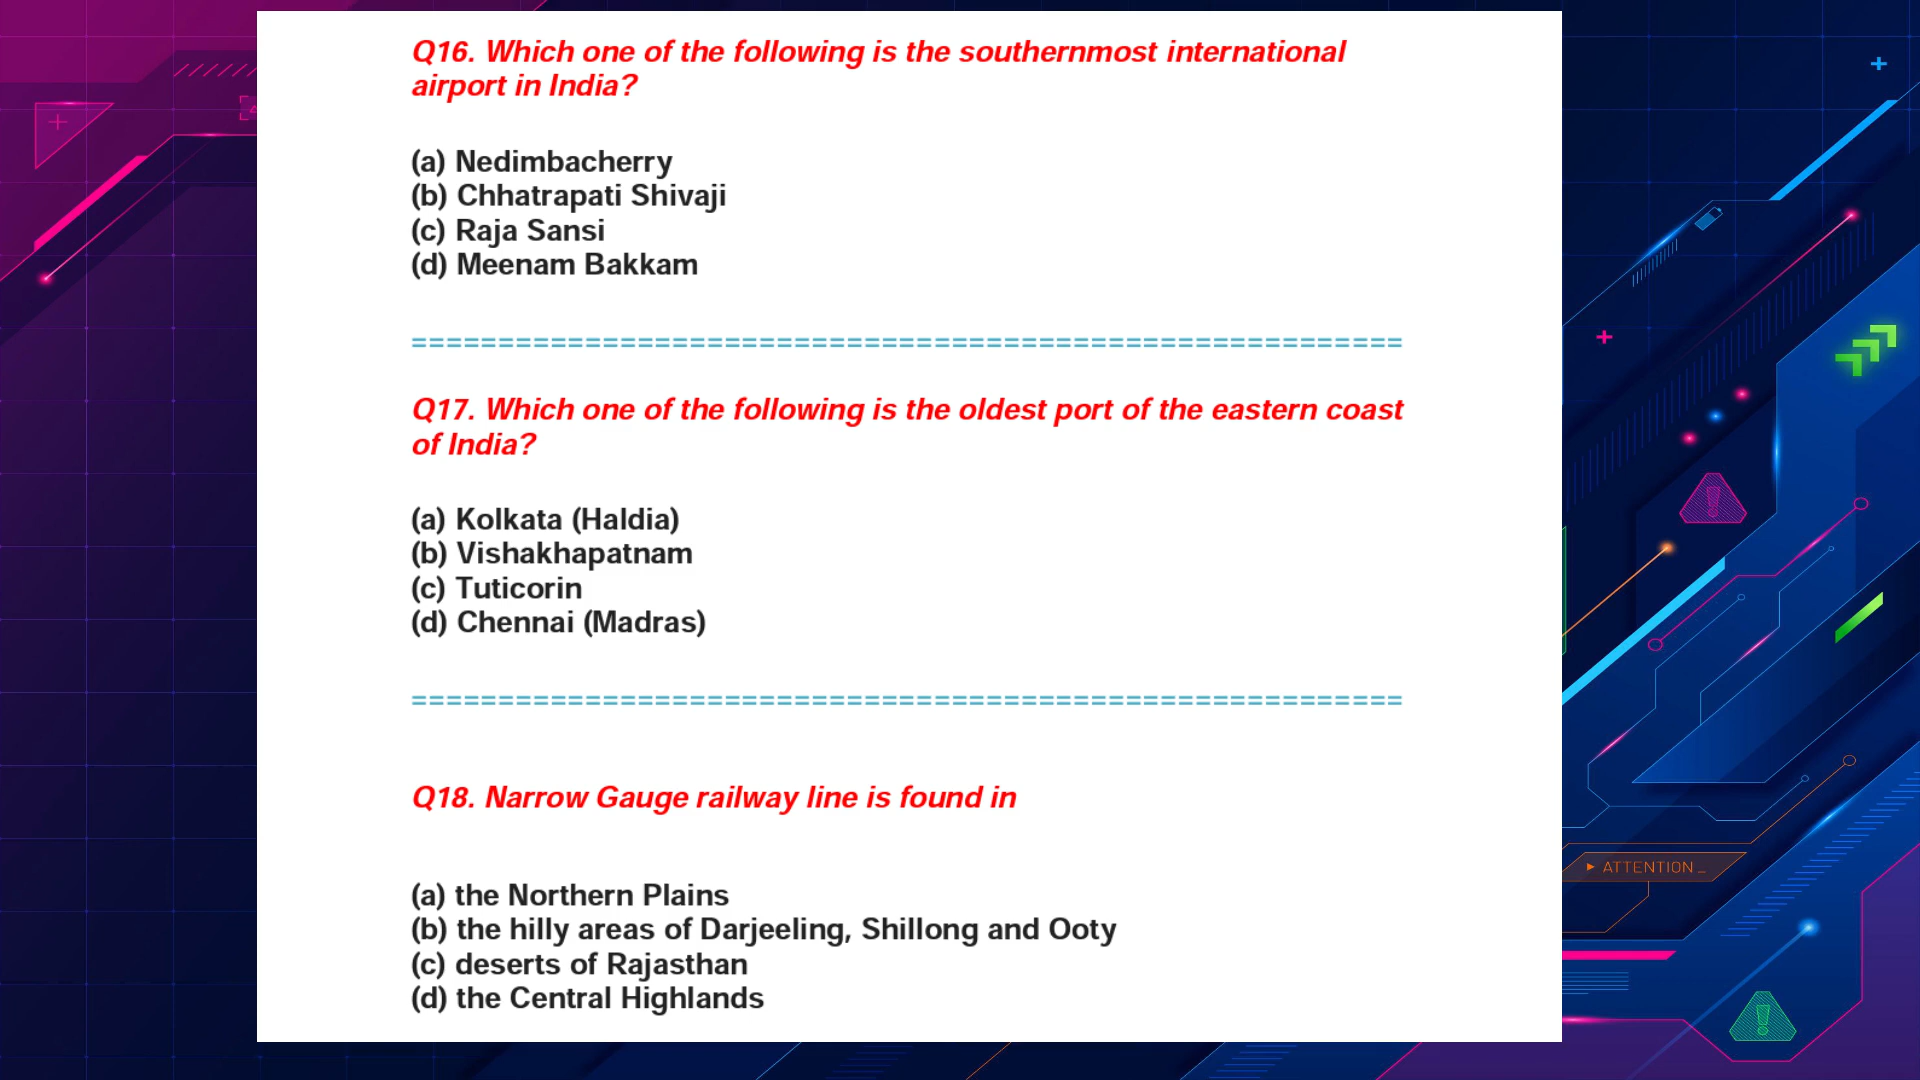 Q16. Which one of the following is the southernmost international
airport in India?
(a) Nedimbacherry
(b) Chhatrapati Shivaji
(c) Raja Sansi
(d) Meenam Bakkam
=========================================================
Q17. Which one of the following is the oldest port of the eastern coast
of India?
(a) Kolkata (Haldia)
(b) Vishakhapatnam
(c) Tuticorin
(d) Chennai (Madras)
=========================================================
Q18. Narrow Gauge railway line is found in
(a) the Northern Plains
(b) the hilly areas of Darjeeling, Shillong and Ooty
(c) deserts of Rajasthan
(d) the Central Highlands
ATTENTION_